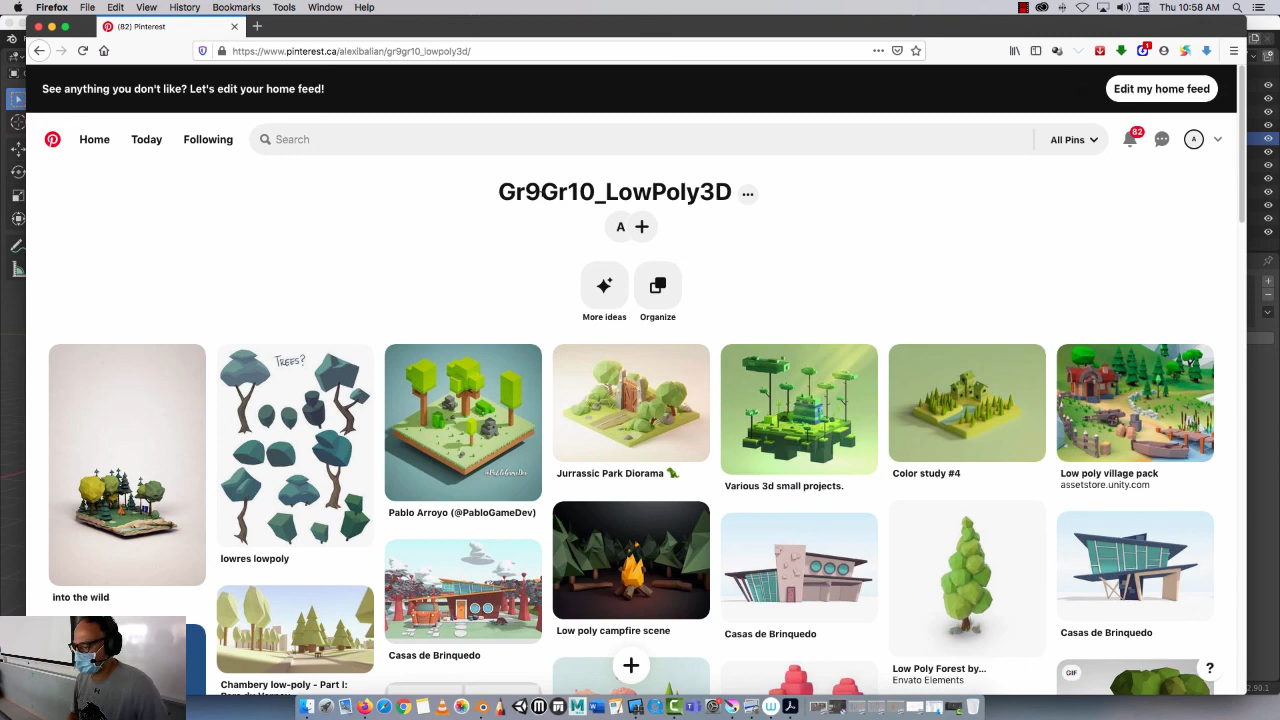 Firefox File Edit View History Bookmarks Tools Window Help
Thu 10:58 AM
(82) Pinterest
https://www.pinterest.ca/alexibalian/gr9gr10_lowpoly3d/
See anything you don't like? Let's edit your home feed!
Edit my home feed
Home Today Following Search All Pins 82 A
Gr9Gr10_LowPoly3D
A
More ideas Organize
TREES?
@PabloGameDev
Jurrassic Park Diorama
Color study #4
Low poly village pack
assetstore.unity.com
Various 3d small projects.
Pablo Arroyo (@PabloGameDev)
lowres lowpoly
into the wild
Low poly campfire scene
Casas de Brinquedo
Casas de Brinquedo
Casas de Brinquedo
Low Poly Forest by...
Envato Elements
GIF
Chambery low-poly - Part I:
?
2.90.1